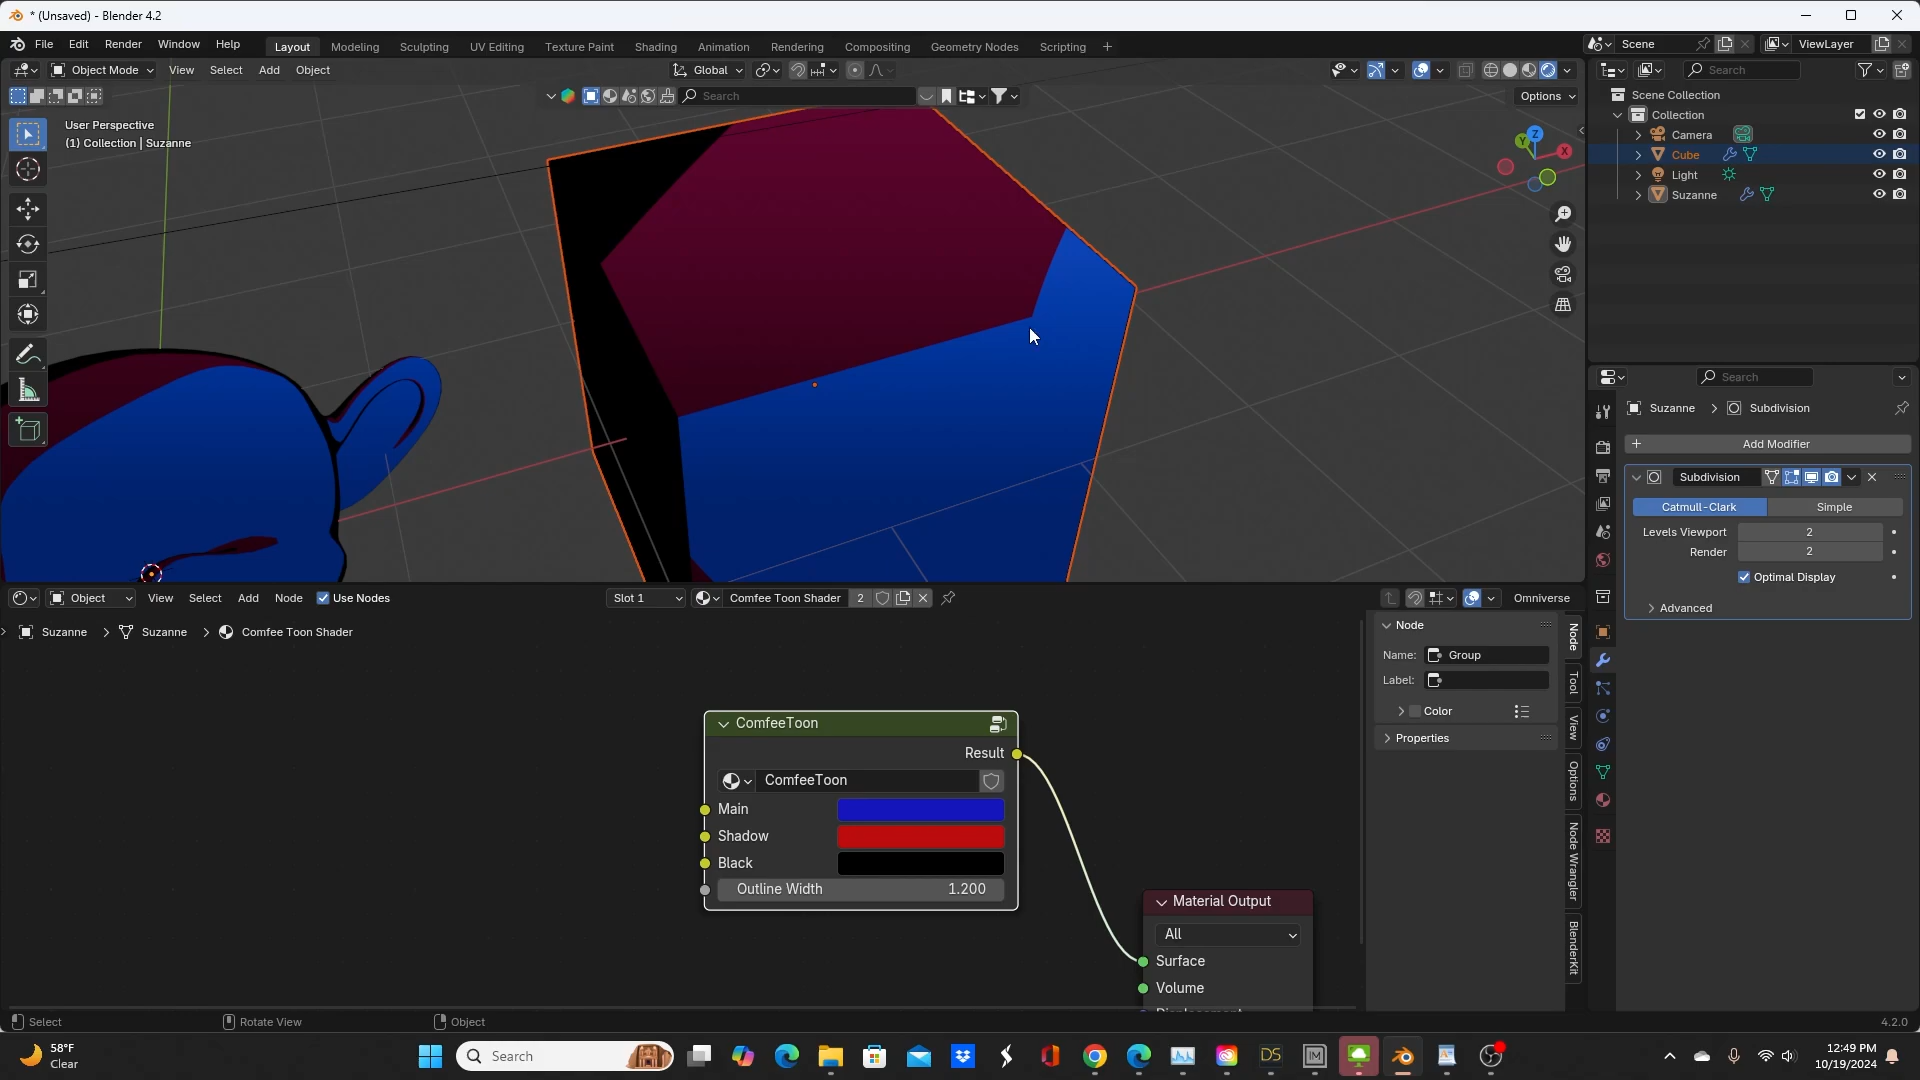 * (Unsaved) - Blender 4.2
File Edit Render Window Help Layout Modeling Sculpting UV Editing Texture Paint Shading Animation Rendering Compositing Geometry Nodes Scripting + Scene ViewLayer
Object Mode View Select Add Object Global Search
Search Options
User Perspective
(1) Collection | Suzanne
Z
Y
X
Scene Collection
Collection
Camera
Cube
Light
Suzanne
Search
Suzanne > Subdivision
+ Add Modifier
Subdivision
Catmull-Clark Simple
Levels Viewport 2
Render 2
Optimal Display
Advanced
Object View Select Add Node Use Nodes Slot 1 Comfee Toon Shader 2 Omniverse
Suzanne > Suzanne > Comfee Toon Shader
ComfeeToon
Result
ComfeeToon
Main
Shadow
Black
Outline Width 1.200
Material Output
All
Surface
Volume
Displacement
Node
Name: Group
Label:
Color
Properties
Node
Tool
View
Options
Node Wrangler
BlenderKit
Select Rotate View Object 4.2.0
58°F
Clear
Search
DS
IM
12:49 PM
10/19/2024